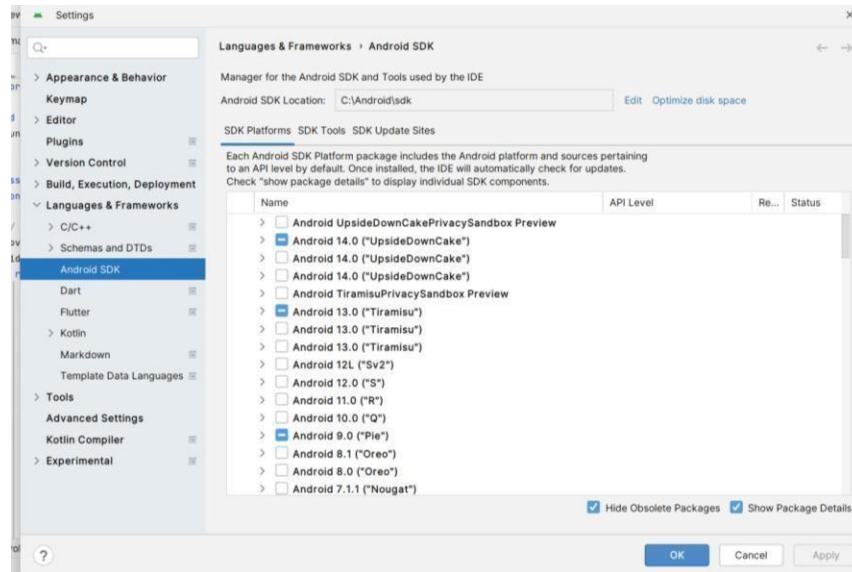 Settings
Languages & Frameworks › Android SDK
Manager for the Android SDK and Tools used by the IDE
Android SDK Location: C:\Android\sdk Edit Optimize disk space
Appearance & Behavior
Keymap
Editor
Plugins
Version Control
Build, Execution, Deployment
Languages & Frameworks
C/C++
Schemas and DTDs
Android SDK
Dart
Flutter
Kotlin
Markdown
Template Data Languages
Tools
Advanced Settings
Kotlin Compiler
Experimental
SDK Platforms SDK Tools SDK Update Sites
Each Android SDK Platform package includes the Android platform and sources pertaining
to an API level by default. Once installed, the IDE will automatically check for updates.
Check "show package details" to display individual SDK components.
Name API Level Re... Status
Android UpsideDownCakePrivacySandbox Preview
Android 14.0 ("UpsideDownCake")
Android 14.0 ("UpsideDownCake")
Android 14.0 ("UpsideDownCake")
Android TiramisuPrivacySandbox Preview
Android 13.0 ("Tiramisu")
Android 13.0 ("Tiramisu")
Android 13.0 ("Tiramisu")
Android 12L ("Sv2")
Android 12.0 ("S")
Android 11.0 ("R")
Android 10.0 ("Q")
Android 9.0 ("Pie")
Android 8.1 ("Oreo")
Android 8.0 ("Oreo")
Android 7.1.1 ("Nougat")
Hide Obsolete Packages Show Package Details
? OK Cancel Apply